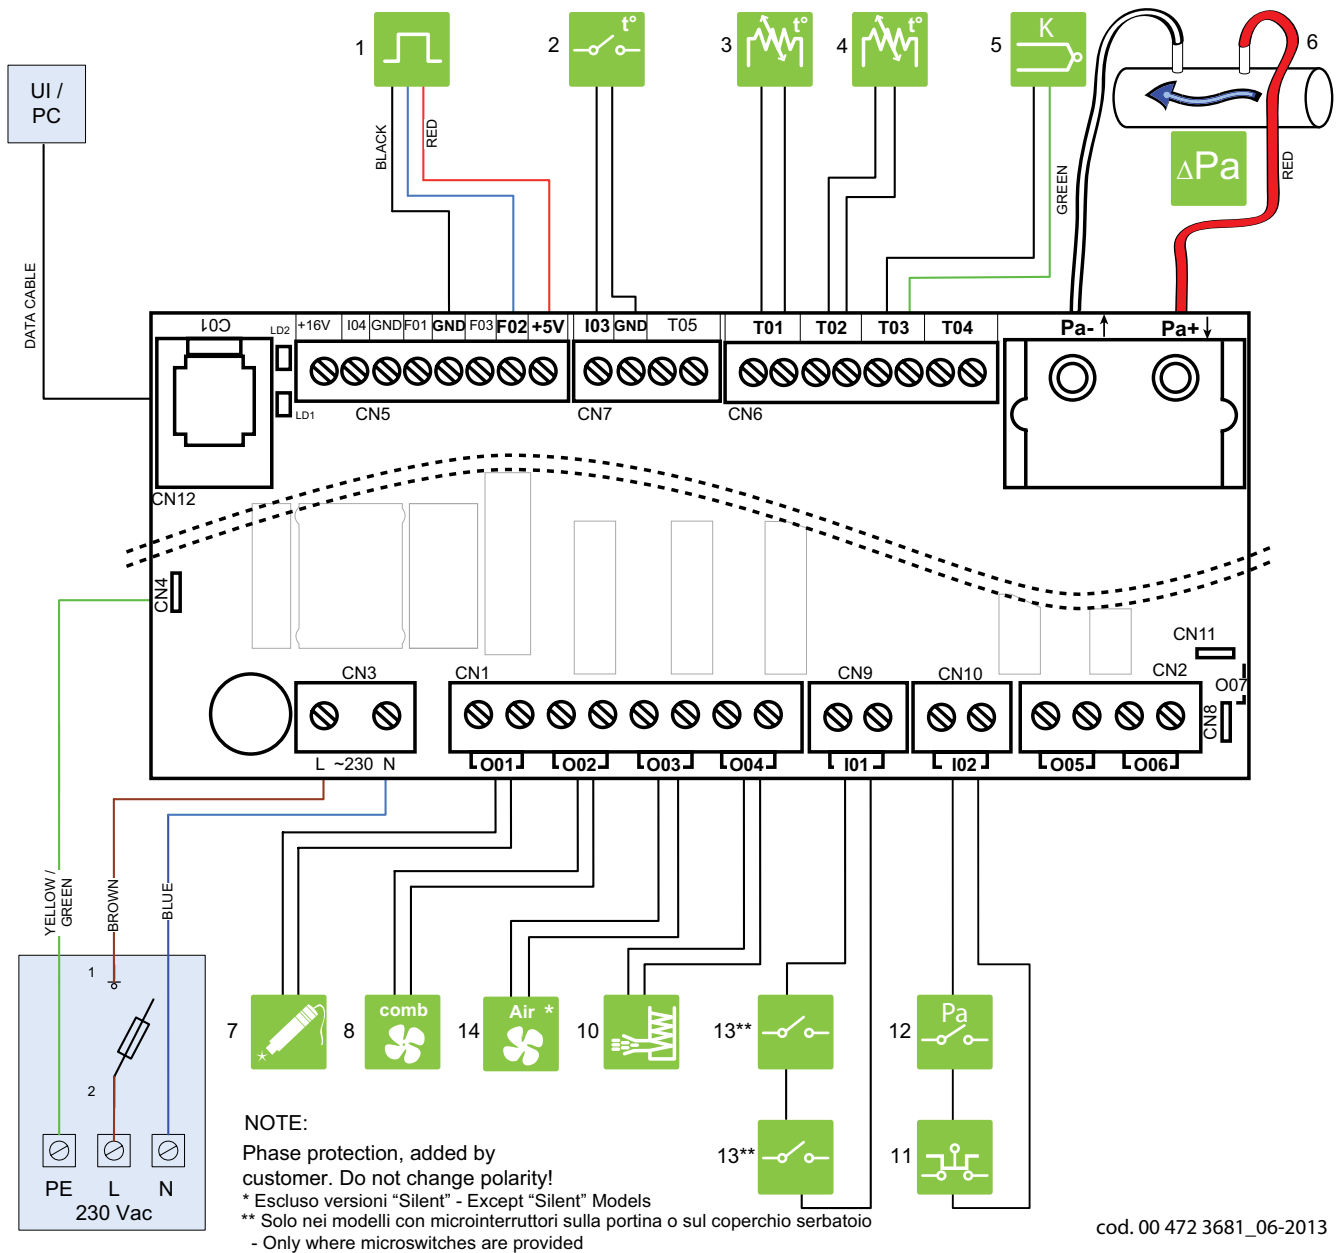 1
2
t°
3
t°
4
t°
5
K
6
UI /
PC
BLACK
RED
GREEN
ΔPa
RED
DATA CABLE
C01
LD2
+16V
I04
GND
F01
GND
F03
F02
+5V
I03
GND
T05
T01
T02
T03
T04
Pa-
Pa+
LD1
CN5
CN7
CN6
CN12
CN4
CN11
CN3
CN1
CN9
CN10
CN2
O07
CN8
L ~230 N
O01
O02
O03
O04
I01
I02
O05
O06
YELLOW /
GREEN
BROWN
BLUE
1
2
7
8
comb
14
Air *
10
13**
12
Pa
13**
11
PE
L
N
230 Vac
NOTE:
Phase protection, added by
customer. Do not change polarity!
* Escluso versioni “Silent” - Except “Silent” Models
** Solo nei modelli con microinterruttori sulla portina o sul coperchio serbatoio
- Only where microswitches are provided
cod. 00 472 3681_06-2013